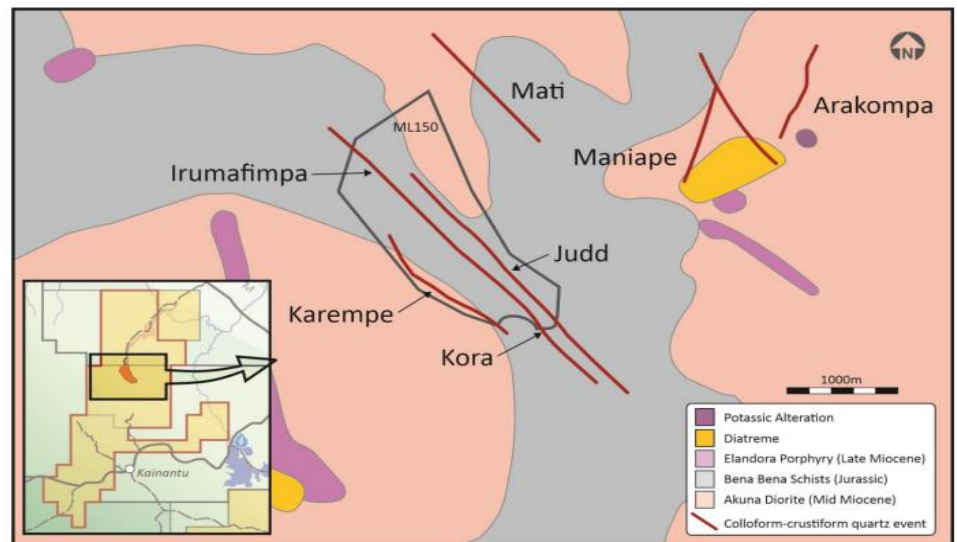 N
Mati
ML150
Arakompa
Maniape
Irumafimpa
Judd
Karempe
Kora
1000m
Kainantu
Potassic Alteration
Diatreme
Elandora Porphyry (Late Miocene)
Bena Bena Schists (Jurassic)
Akuna Diorite (Mid Miocene)
Colloform-crustiform quartz event